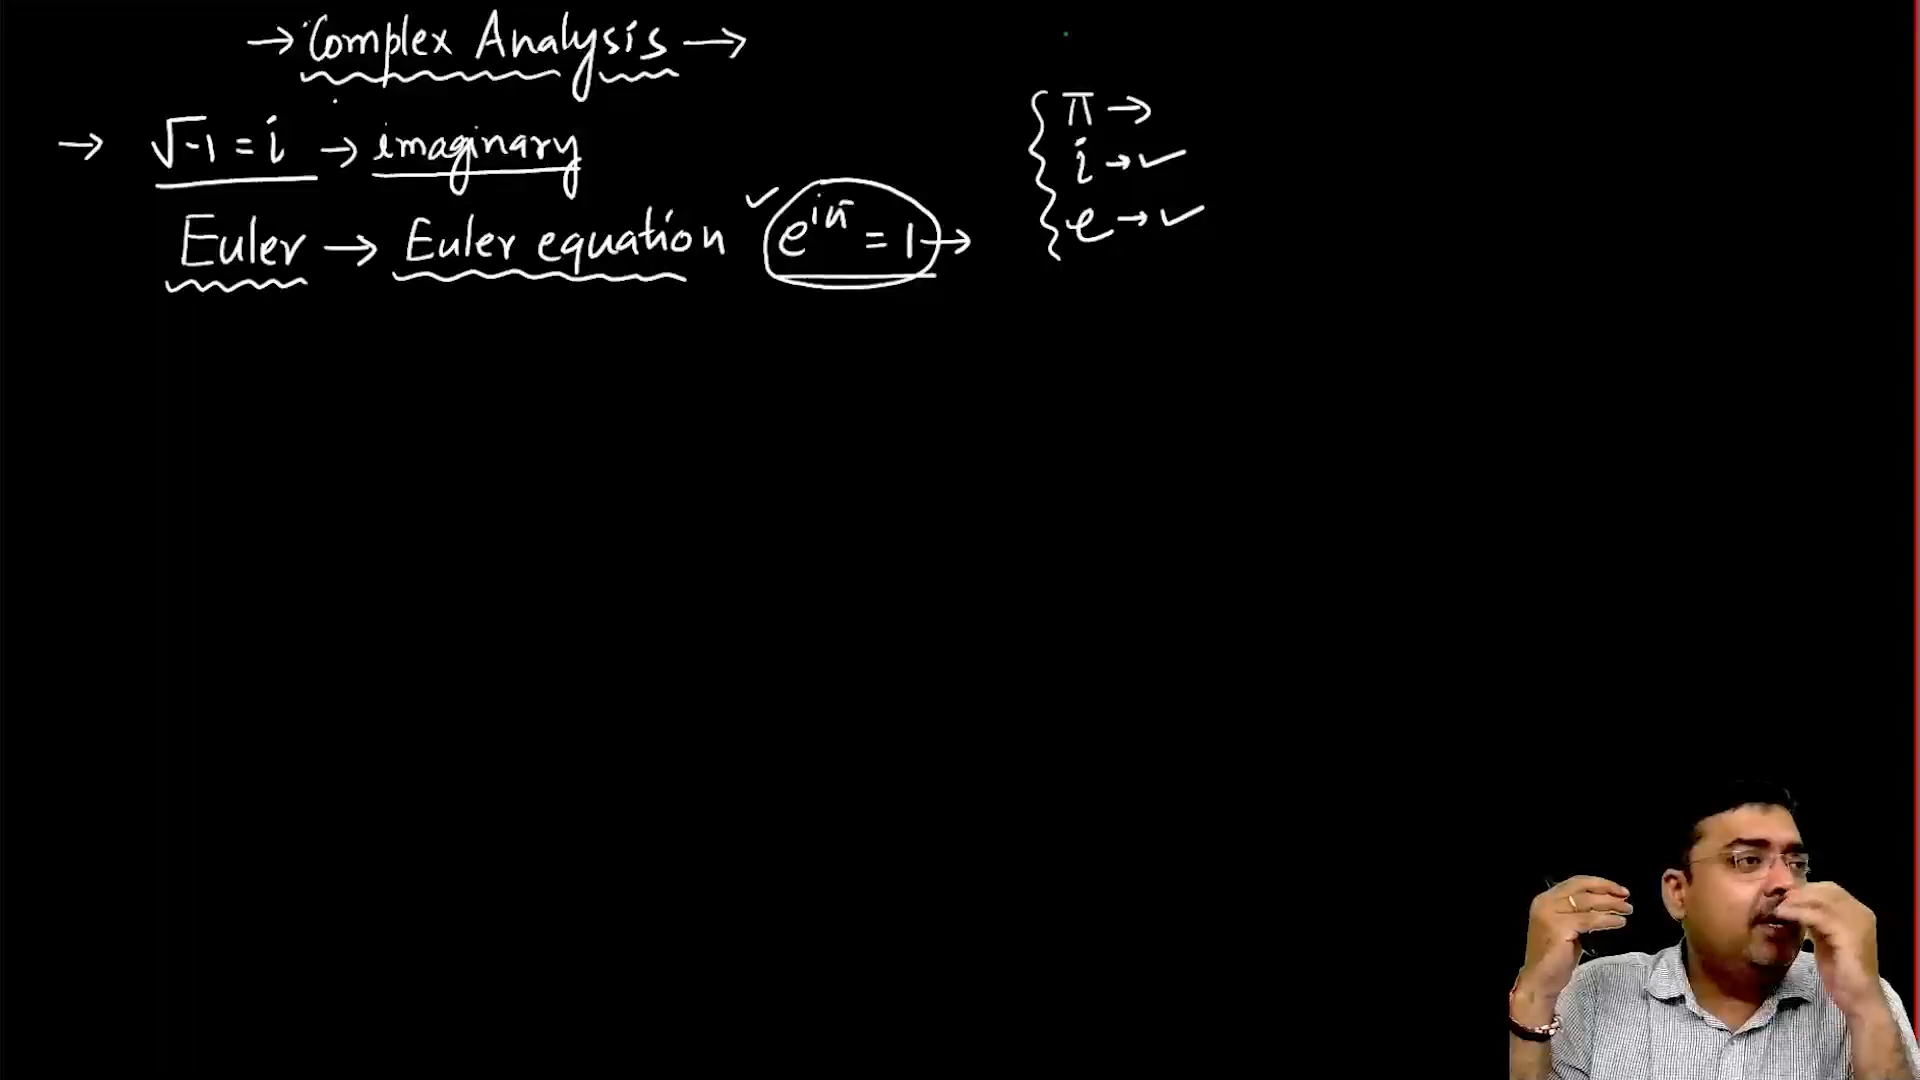 → Complex Analysis →
→ √-1 = i → imaginary
Euler → Euler equation ✓ e^{iπ} = 1 →
{ π →
i → ✓
e → ✓